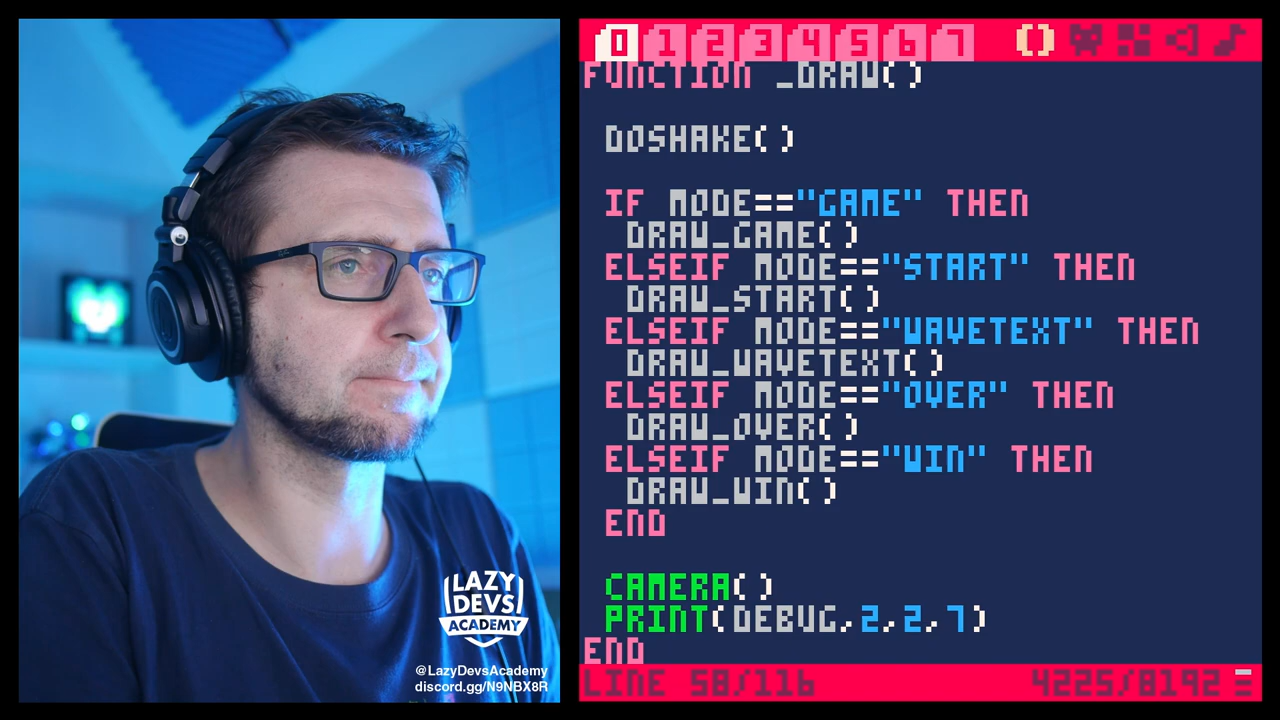 LAZY
DEVS
ACADEMY
@LazyDevsAcademy
discord.gg/N9NBX8R
0 1 2 3 4 5 6 7 ()
FUNCTION _DRAW()
DOSHAKE()
IF MODE=="GAME" THEN
DRAW_GAME()
ELSEIF MODE=="START" THEN
DRAW_START()
ELSEIF MODE=="WAVETEXT" THEN
DRAW_WAVETEXT()
ELSEIF MODE=="OVER" THEN
DRAW_OVER()
ELSEIF MODE=="WIN" THEN
DRAW_WIN()
END
CAMERA()
PRINT(DEBUG,2,2,7)
END
LINE 58/116 4225/8192